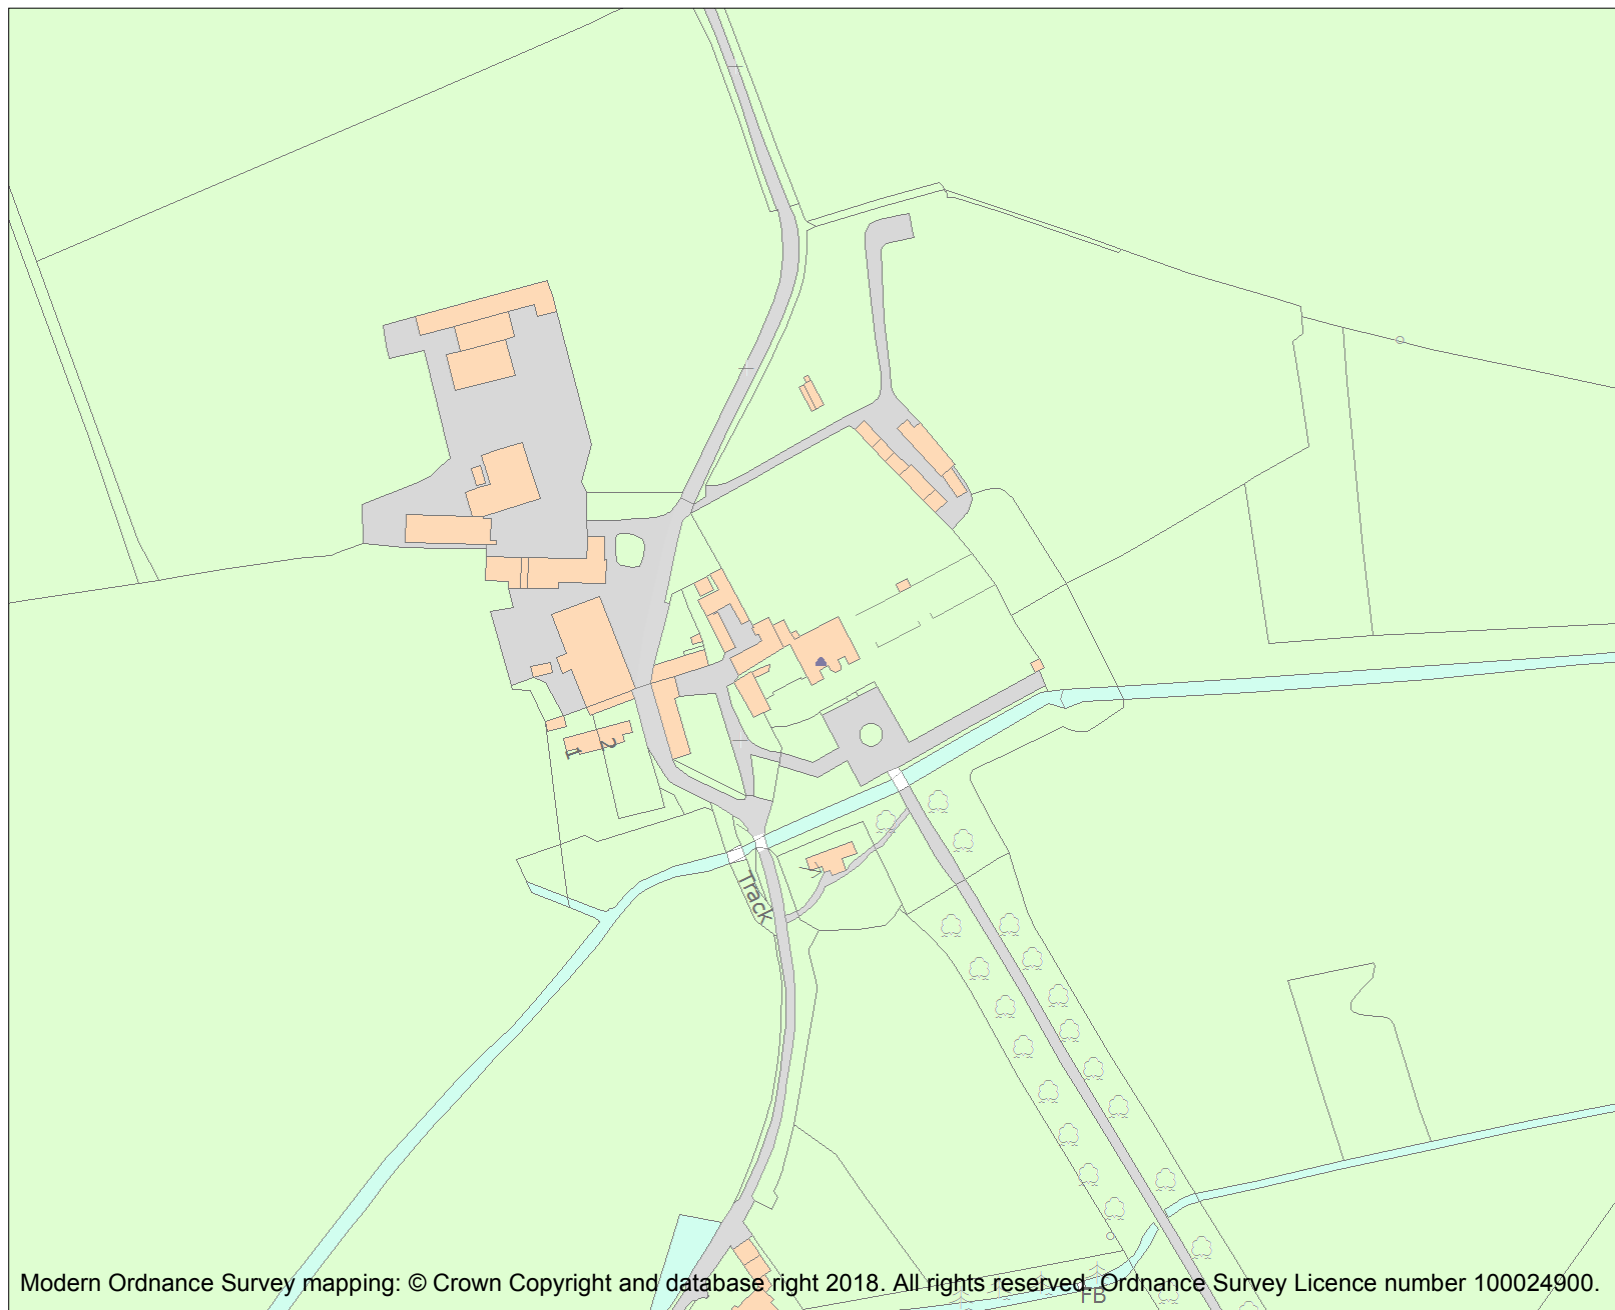 1
2
Track
FB
Modern Ordnance Survey mapping: © Crown Copyright and database right 2018. All rights reserved. Ordnance Survey Licence number 100024900.